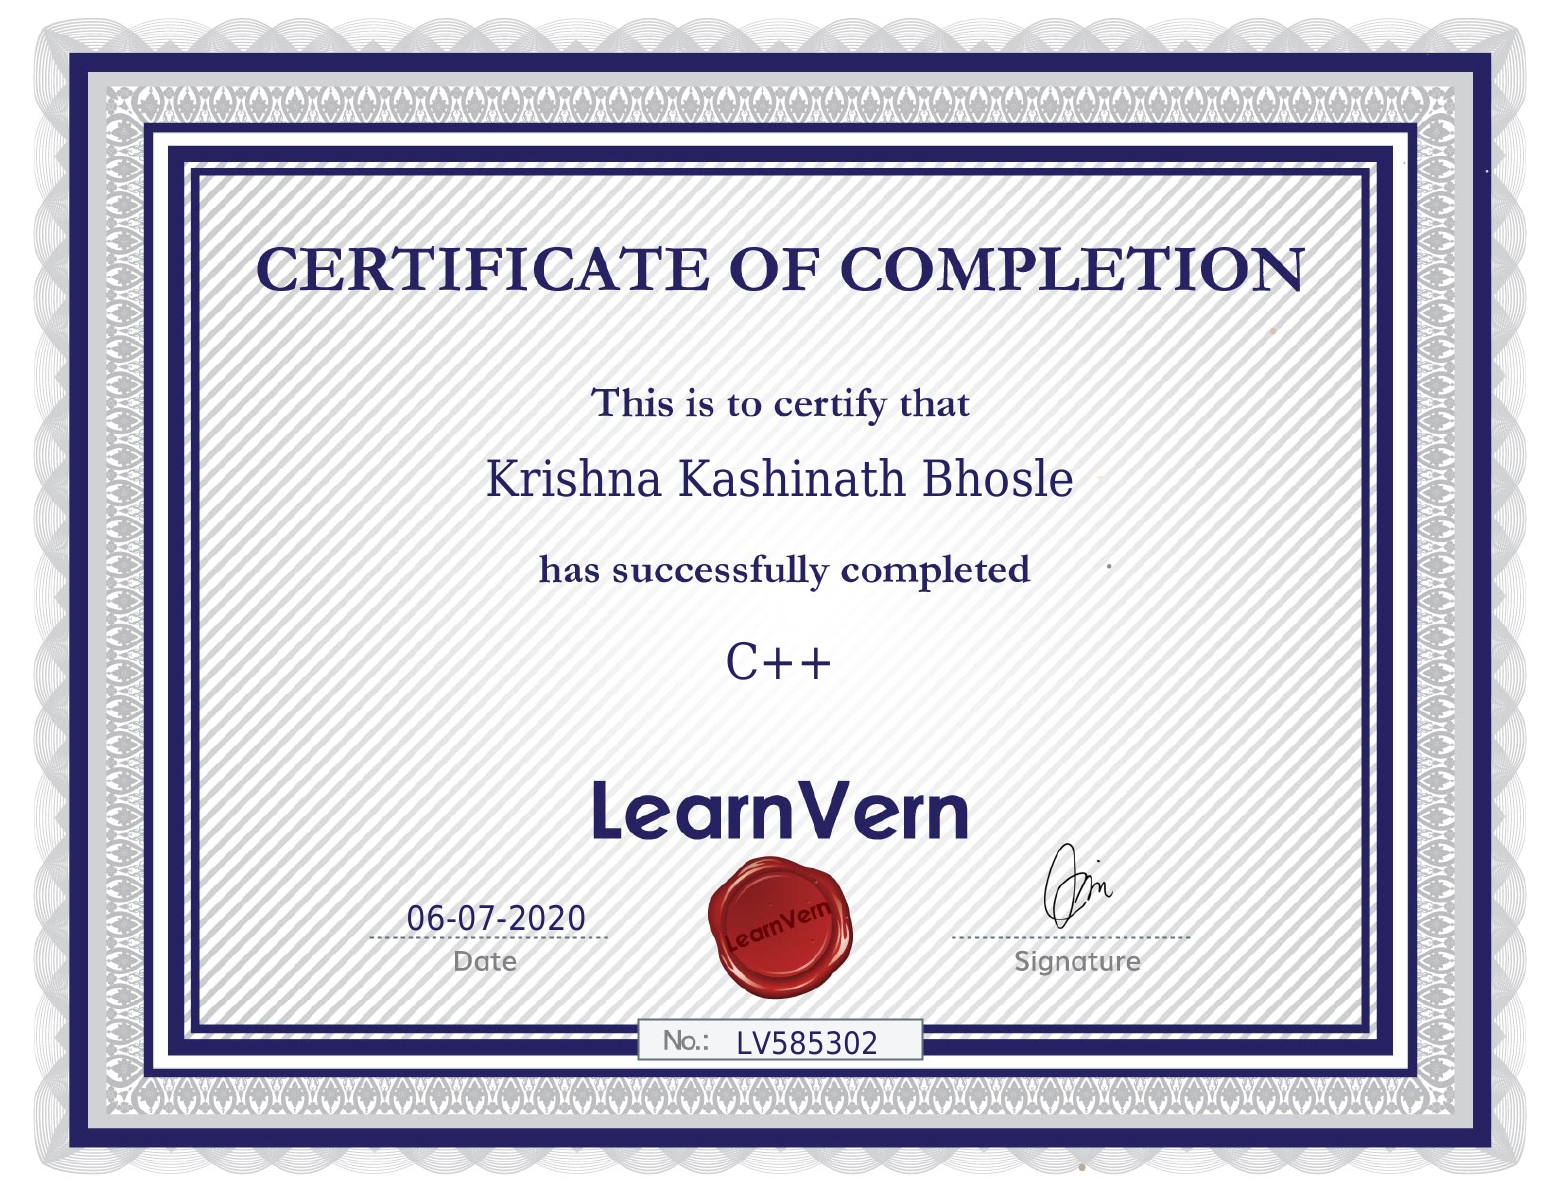 CERTIFICATE OF COMPLETION
This is to certify that
Krishna Kashinath Bhosle
has successfully completed
C++
LearnVern
LearnVern
06-07-2020
Date
Signature
No.: LV585302